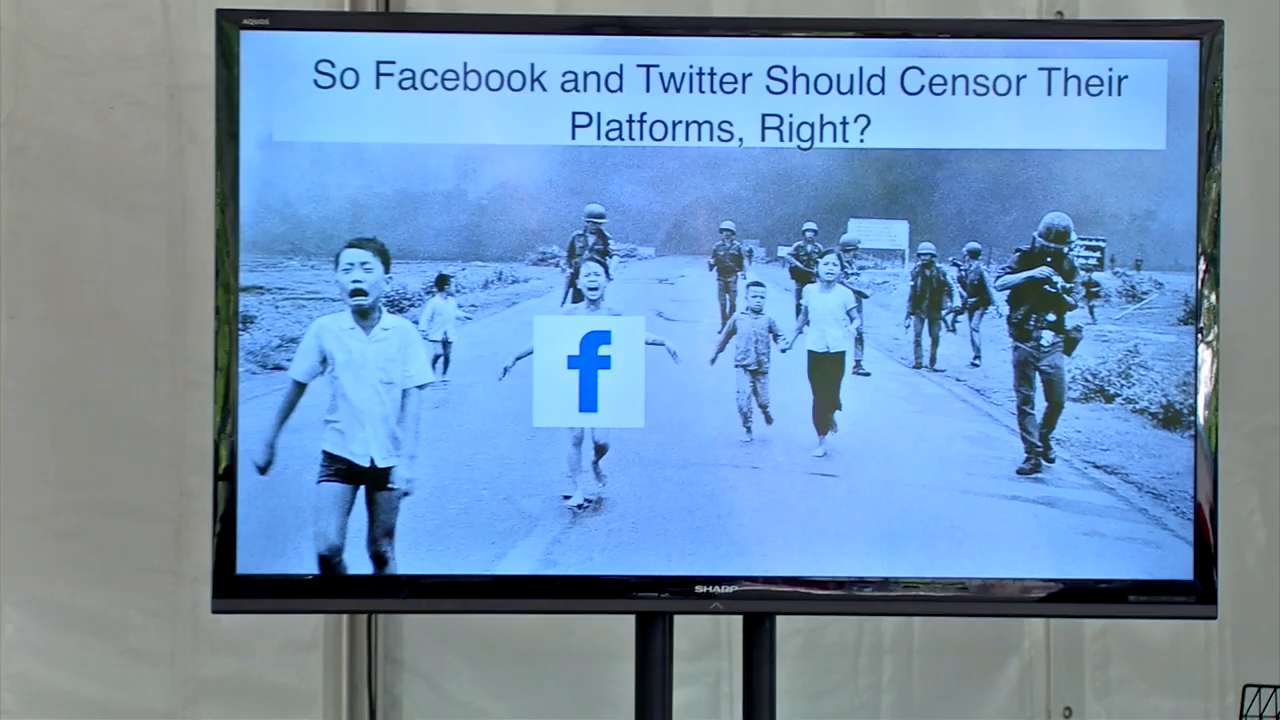 AQUOS
So Facebook and Twitter Should Censor Their
Platforms, Right?
f
SHARP